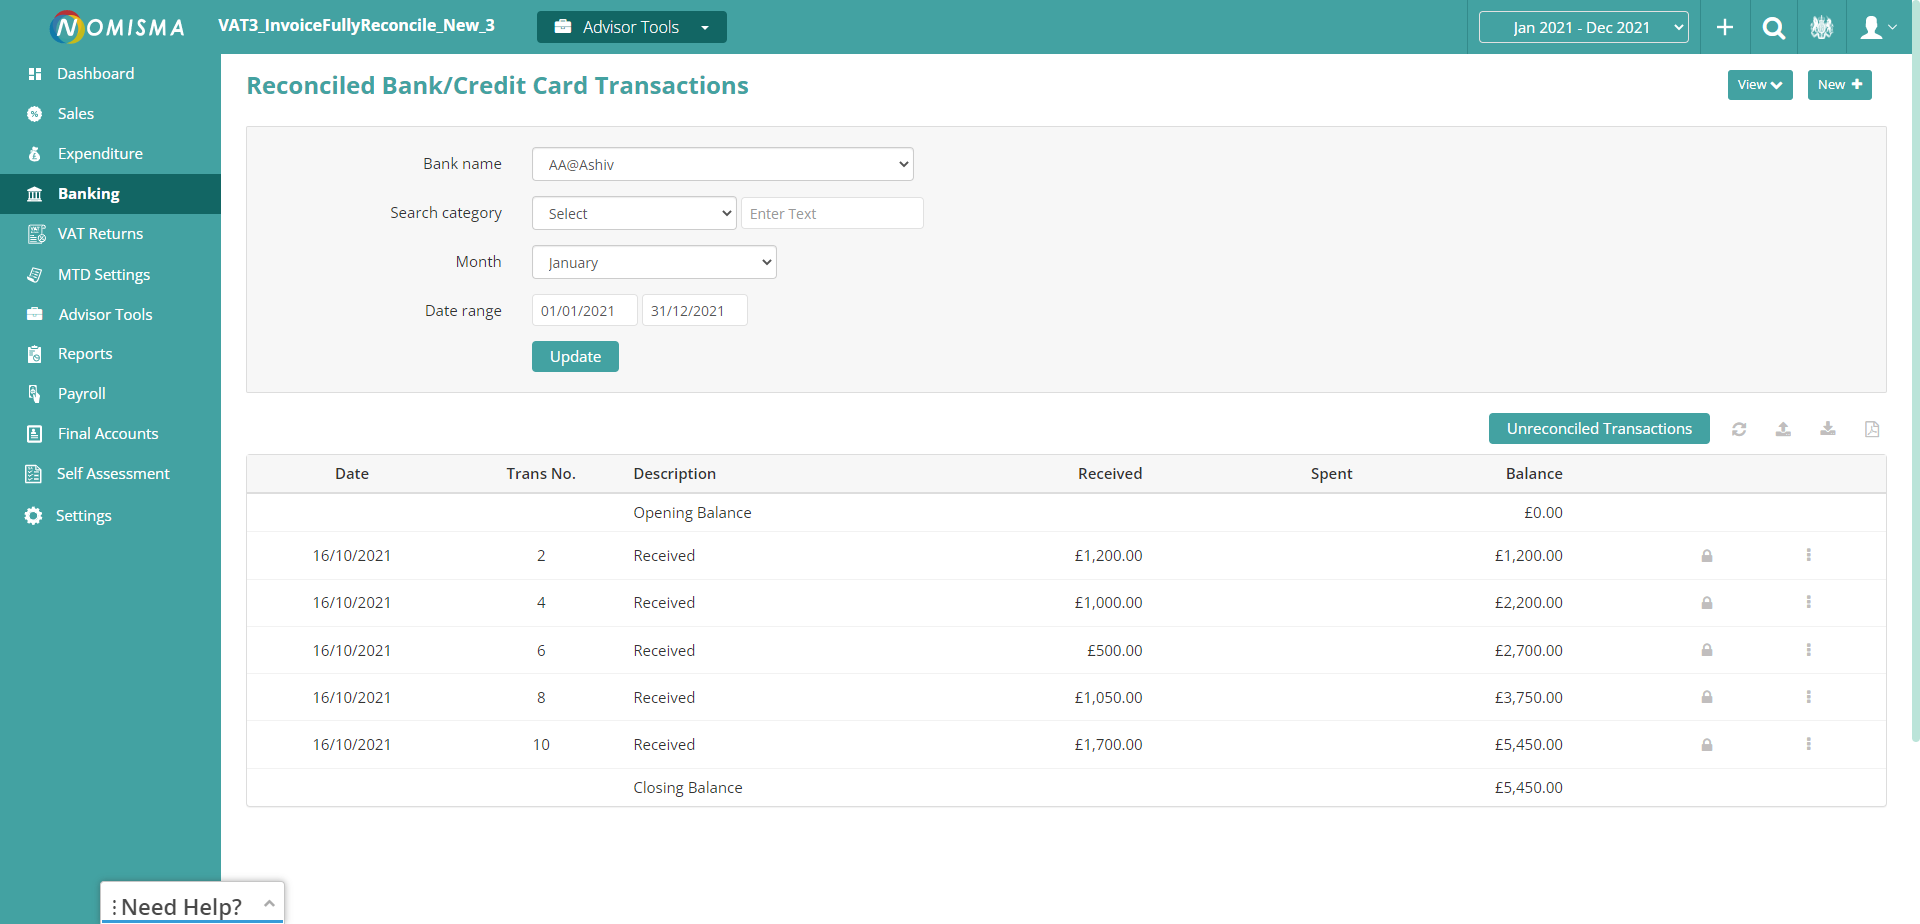 NOMISMA VAT3_InvoiceFullyReconcile_New_3 Advisor Tools Jan 2021 - Dec 2021
Dashboard
Sales
Expenditure
Banking
VAT Returns
MTD Settings
Advisor Tools
Reports
Payroll
Final Accounts
Self Assessment
Settings
Reconciled Bank/Credit Card Transactions View New
Bank name AA@Ashiv
Search category Select Enter Text
Month January
Date range 01/01/2021 31/12/2021
Update
Unreconciled Transactions
Date Trans No. Description Received Spent Balance
Opening Balance £0.00
16/10/2021 2 Received £1,200.00 £1,200.00
16/10/2021 4 Received £1,000.00 £2,200.00
16/10/2021 6 Received £500.00 £2,700.00
16/10/2021 8 Received £1,050.00 £3,750.00
16/10/2021 10 Received £1,700.00 £5,450.00
Closing Balance £5,450.00
Need Help?